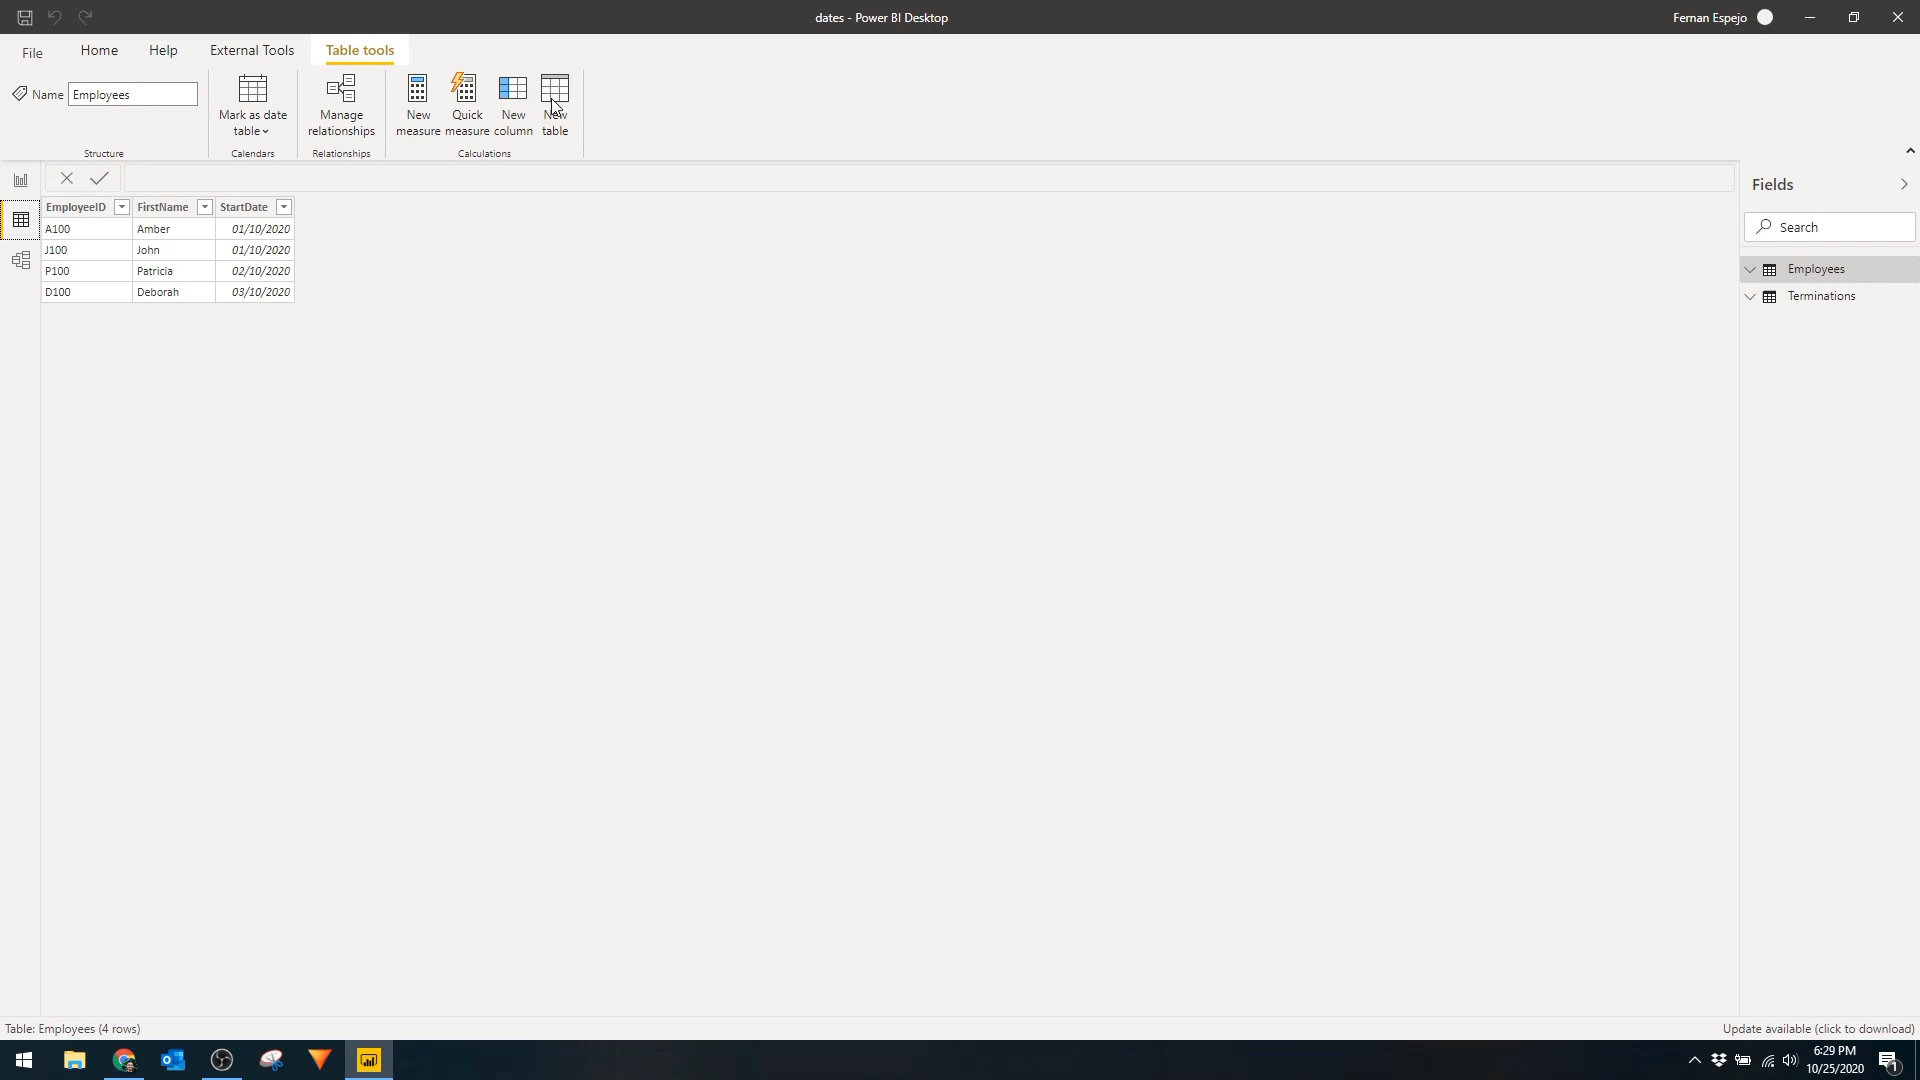 dates - Power BI Desktop
Fernan Espejo
File
Home
Help
External Tools
Table tools
Name
Employees
Mark as date
table
Manage
relationships
New
measure
Quick
measure
New
column
New
table
Structure
Calendars
Relationships
Calculations
EmployeeID FirstName StartDate
A100 Amber 01/10/2020
J100 John 01/10/2020
P100 Patricia 02/10/2020
D100 Deborah 03/10/2020
Fields
Search
Employees
Terminations
Table: Employees (4 rows)
Update available (click to download)
6:29 PM
10/25/2020
1